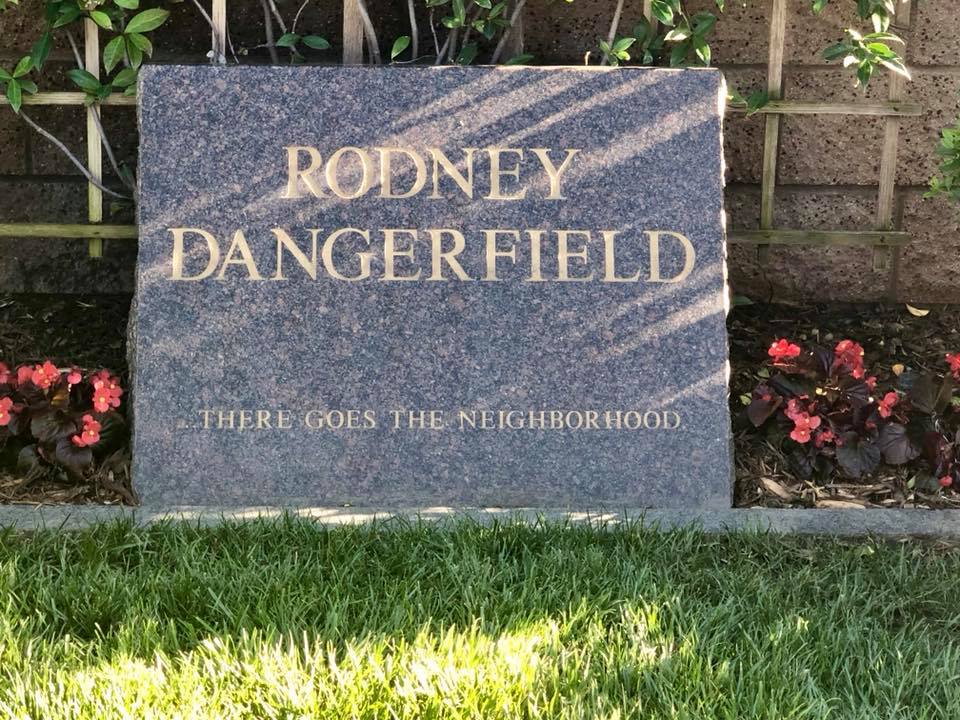 RODNEY
DANGERFIELD
...THERE GOES THE NEIGHBORHOOD.